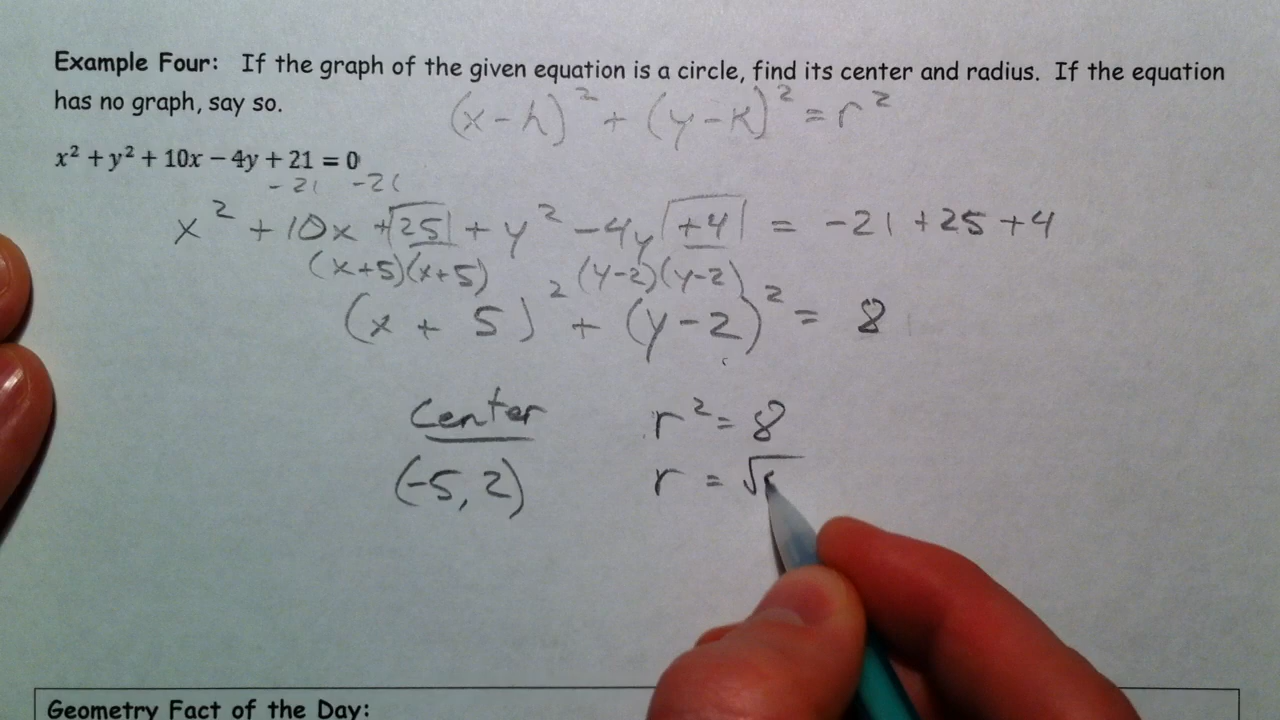 Example Four: If the graph of the given equation is a circle, find its center and radius. If the equation
has no graph, say so.
(x-h)² + (y-k)² = r²
x² + y² + 10x − 4y + 21 = 0
-21 -21
x² + 10x +25 + y² -4y +4 = -21 +25 +4
(x+5)(x+5) (y-2)(y-2)
(x + 5)² + (y-2)² = 8
Center r² = 8
(-5, 2) r = √
Geometry Fact of the Day: